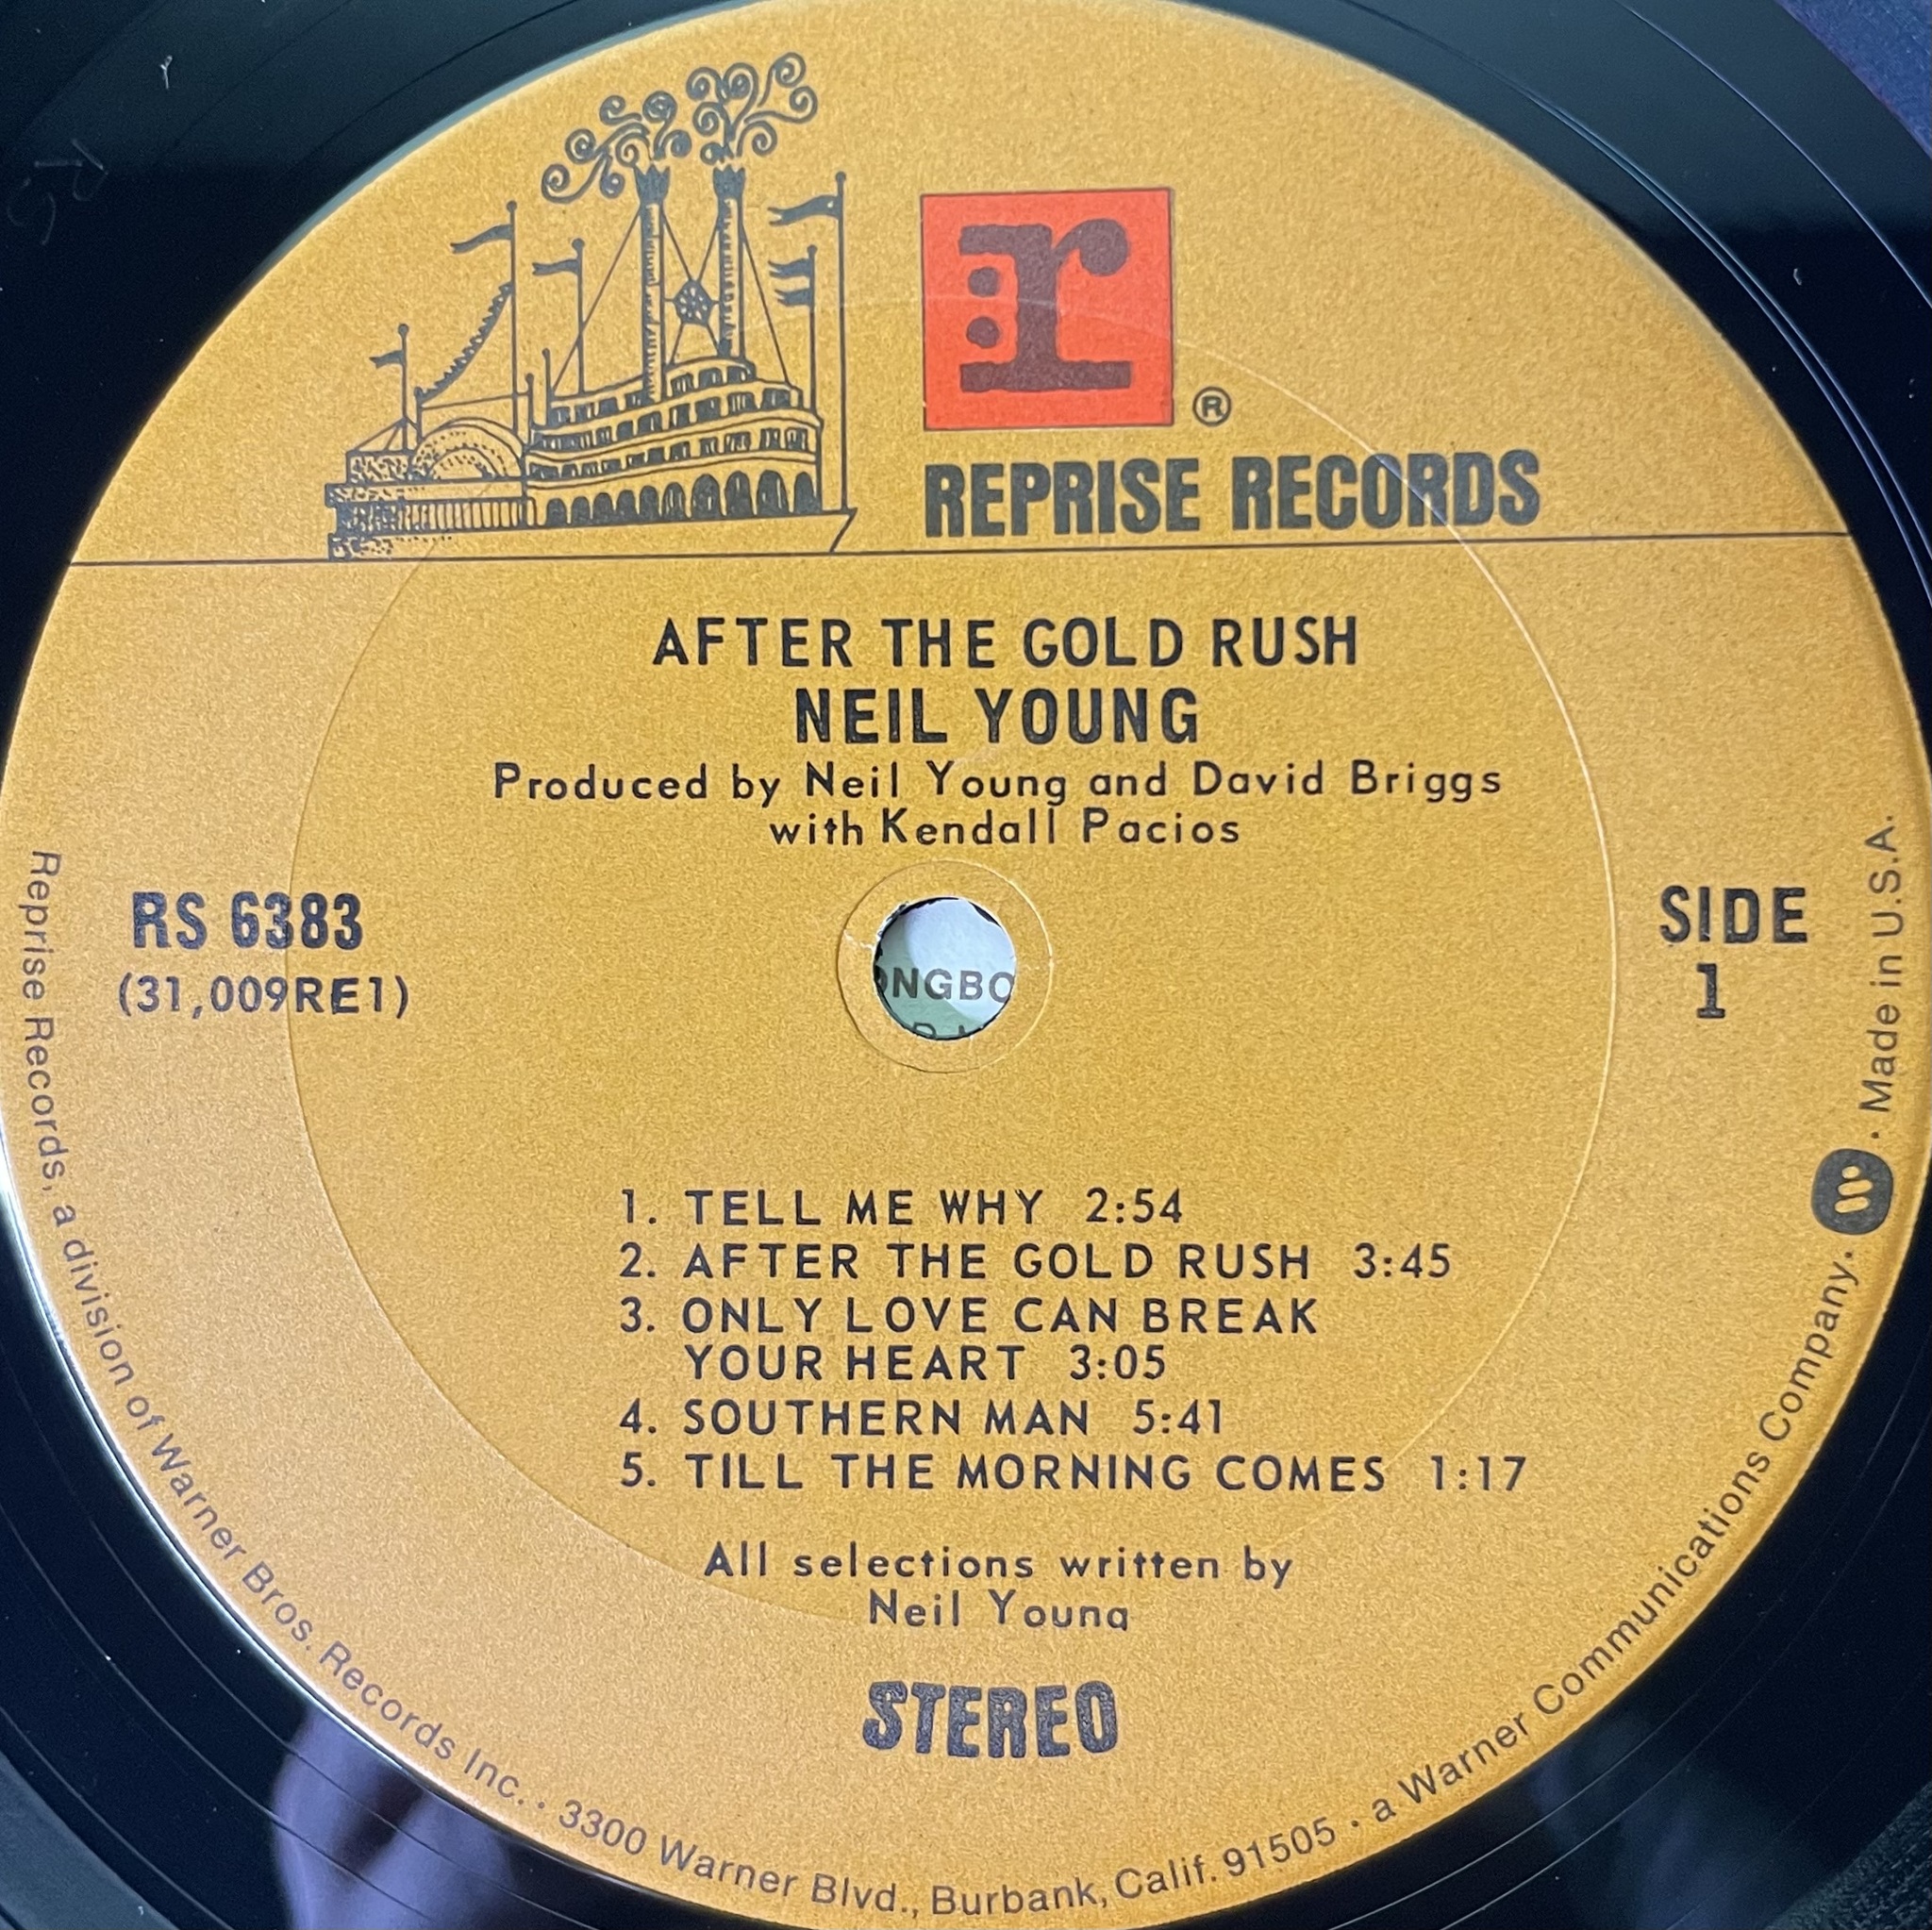 r
®
REPRISE RECORDS
AFTER THE GOLD RUSH
NEIL YOUNG
Produced by Neil Young and David Briggs
with Kendall Pacios
RS 6383
(31,009RE1)
SIDE
1
ONGBO
1. TELL ME WHY 2:54
2. AFTER THE GOLD RUSH 3:45
3. ONLY LOVE CAN BREAK
YOUR HEART 3:05
4. SOUTHERN MAN 5:41
5. TILL THE MORNING COMES 1:17
All selections written by
Neil Young
STEREO
Reprise Records, a division of Warner Bros. Records Inc. · 3300 Warner Blvd., Burbank, Calif. 91505 · a Warner Communications Company. W · Made in U.S.A.